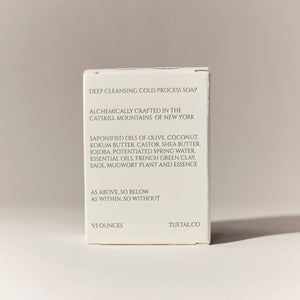 DEEP CLEANSING COLD PROCESS SOAP
ALCHEMICALLY CRAFTED IN THE
CATSKILL MOUNTAINS OF NEW YORK
SAPONIFIED OILS OF OLIVE, COCONUT,
KOKUM BUTTER, CASTOR, SHEA BUTTER,
JOJOBA, POTENTIATED SPRING WATER,
ESSENTIAL OILS, FRENCH GREEN CLAY,
SAGE, MUGWORT PLANT AND ESSENCE
AS ABOVE, SO BELOW
AS WITHIN, SO WITHOUT
5.5 OUNCES
TUETAL.CO